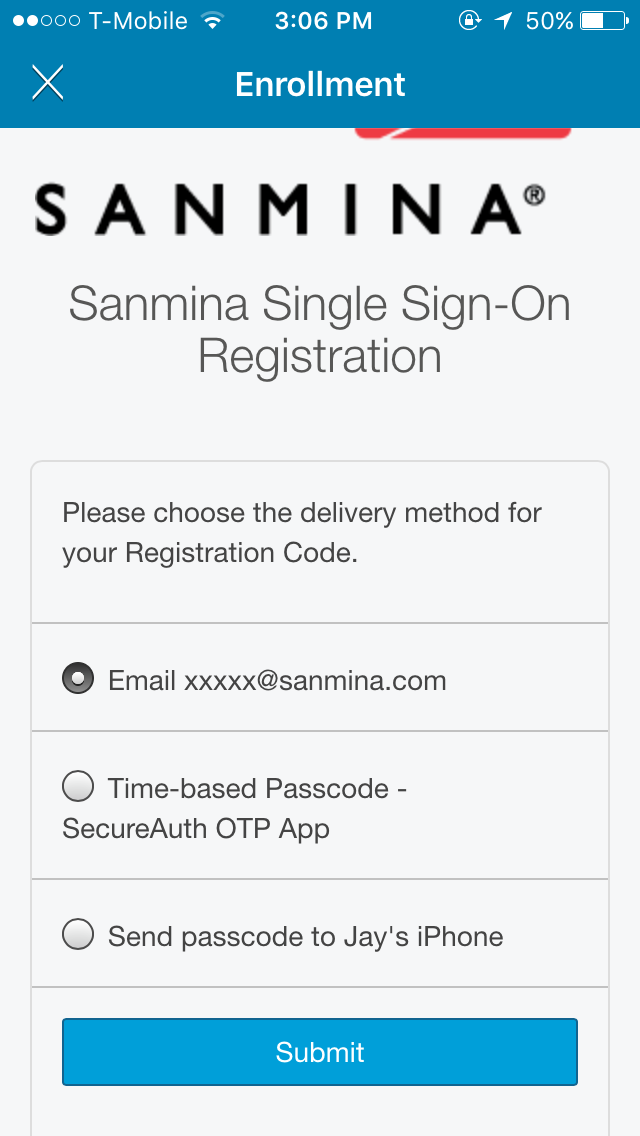 T-Mobile 3:06 PM 50%
Enrollment
SANMINA®
Sanmina Single Sign-On
Registration
Please choose the delivery method for
your Registration Code.
Email xxxxx@sanmina.com
Time-based Passcode -
SecureAuth OTP App
Send passcode to Jay's iPhone
Submit